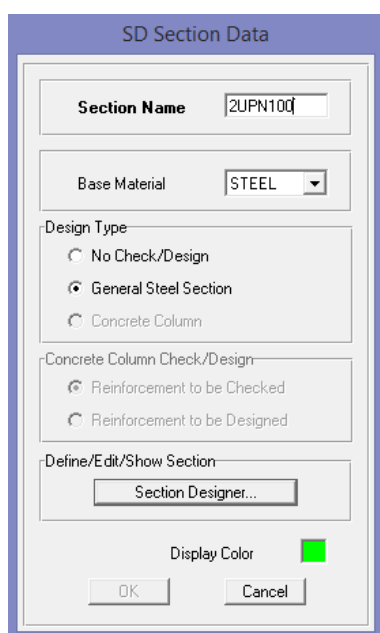 SD Section Data
Section Name 2UPN100
Base Material STEEL
Design Type
No Check/Design
General Steel Section
Concrete Column
Concrete Column Check/Design
Reinforcement to be Checked
Reinforcement to be Designed
Define/Edit/Show Section
Section Designer...
Display Color
OK Cancel